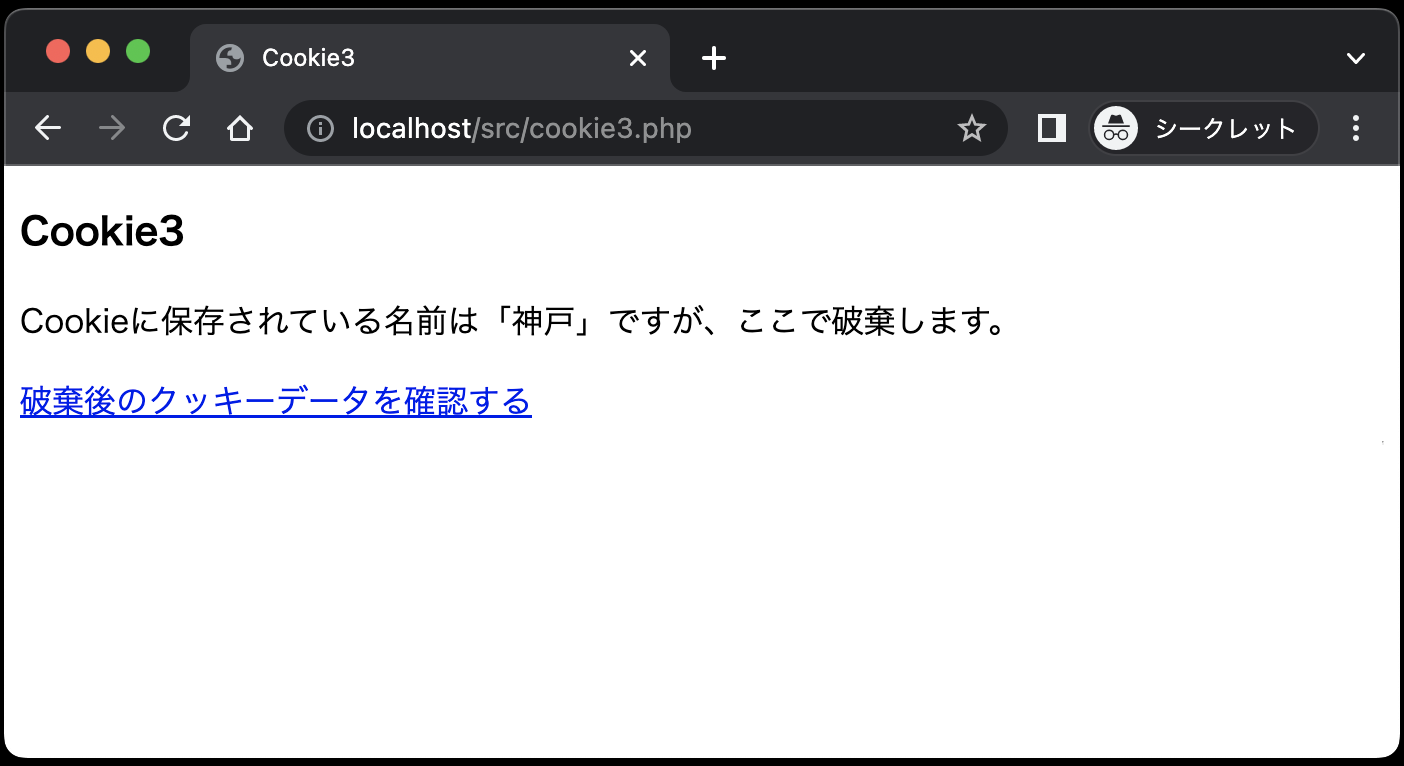 Cookie3
localhost/src/cookie3.php
シークレット
Cookie3
Cookieに保存されている名前は「神戸」ですが、ここで破棄します。
破棄後のクッキーデータを確認する